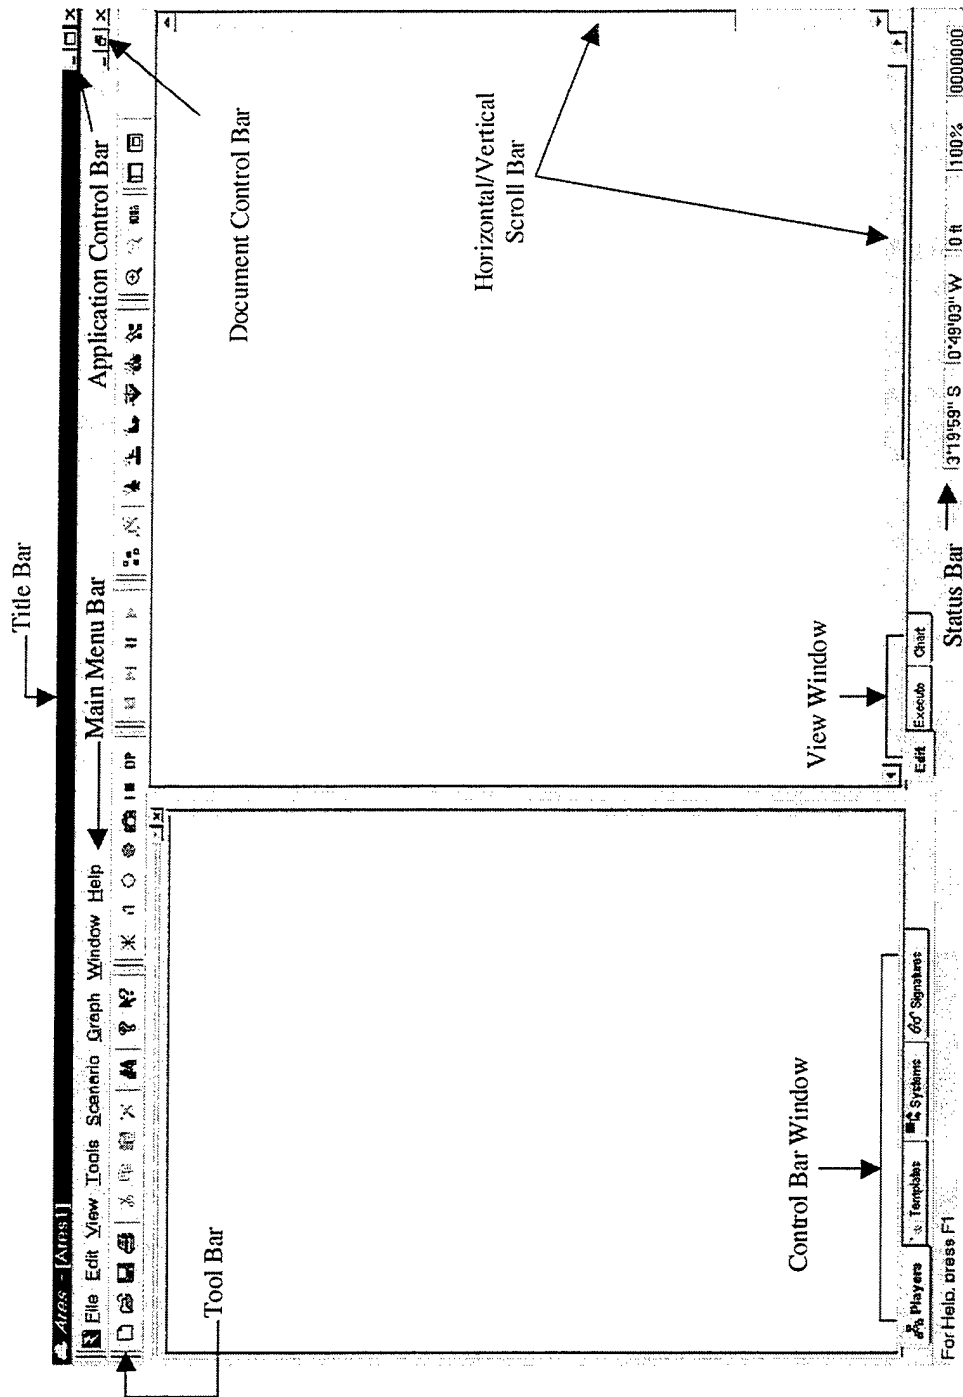 Title Bar
Ares - [Ares1]
Application Control Bar
File Edit View Tools Scenario Graph Window Help
Main Menu Bar
DP
Tool Bar
Document Control Bar
Horizontal/Vertical
Scroll Bar
Control Bar Window
View Window
Players Templates Systems Signatures
Edit Execute Chart
For Help, press F1
Status Bar
3°19'59" S 0°49'03" W 0 ft 100% 0000000